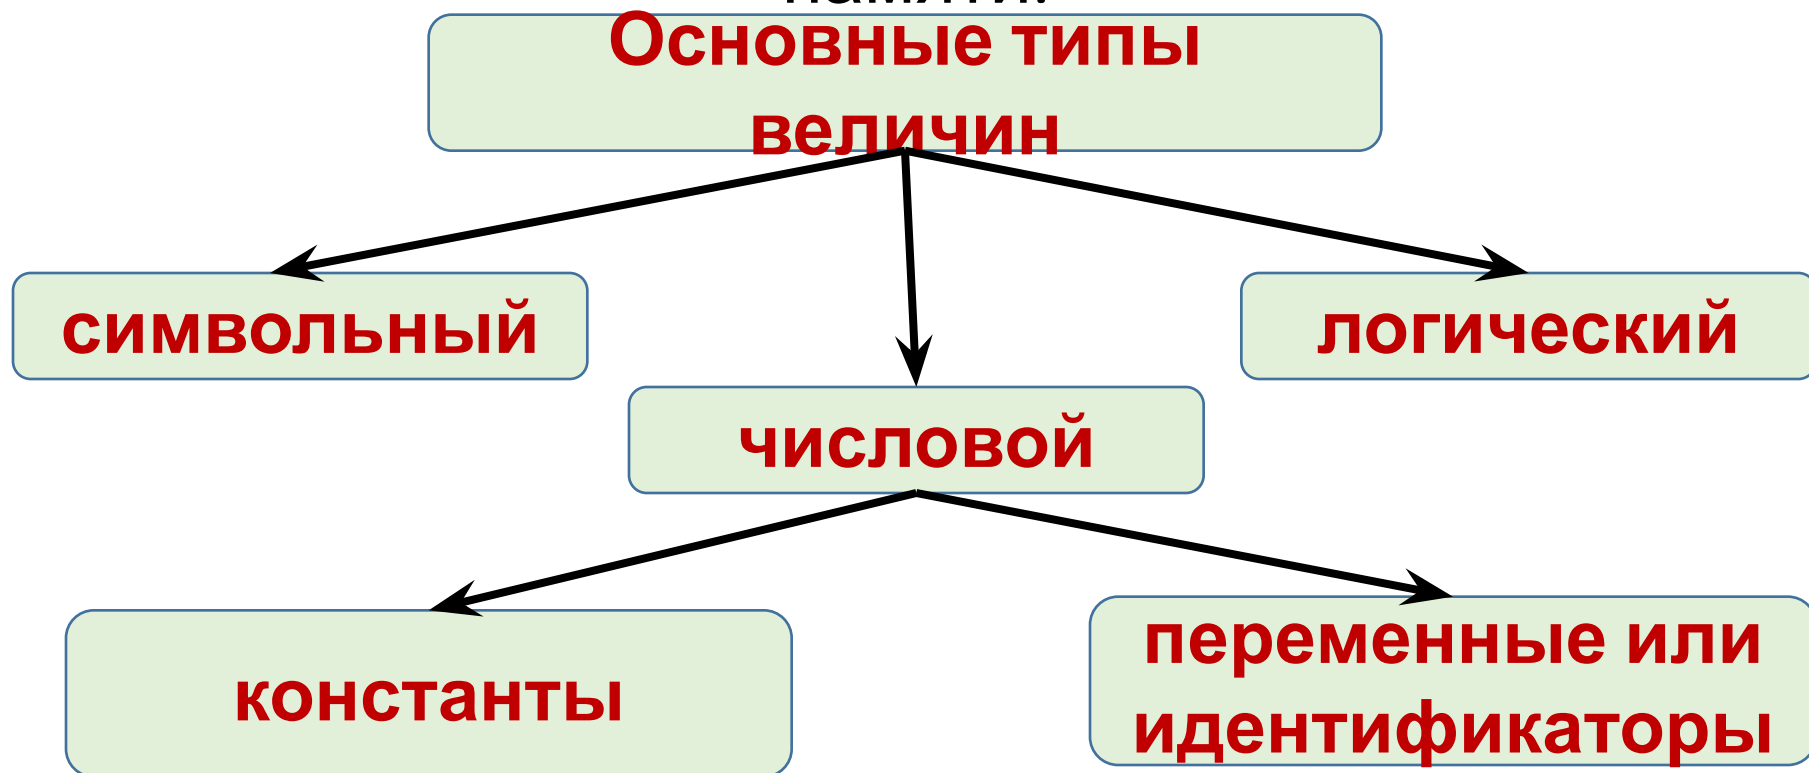 Основные типы
величин
символьный
логический
числовой
константы
переменные или
идентификаторы